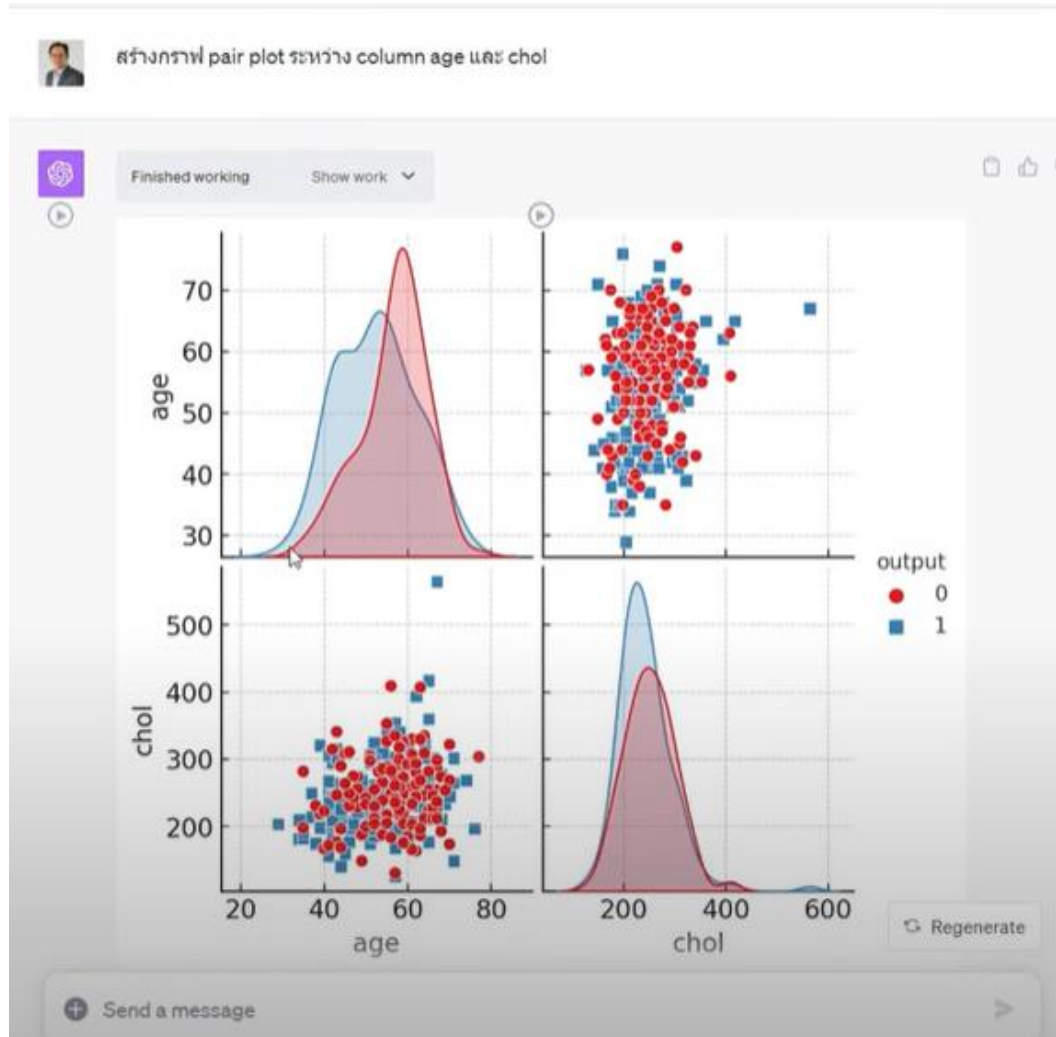 สร้างกราฟ pair plot ระหว่าง column age และ chol
Finished working Show work
age
70
60
50
40
30
chol
500
400
300
200
20 40 60 80
age
200 400 600
chol
output
0
1
Regenerate
Send a message